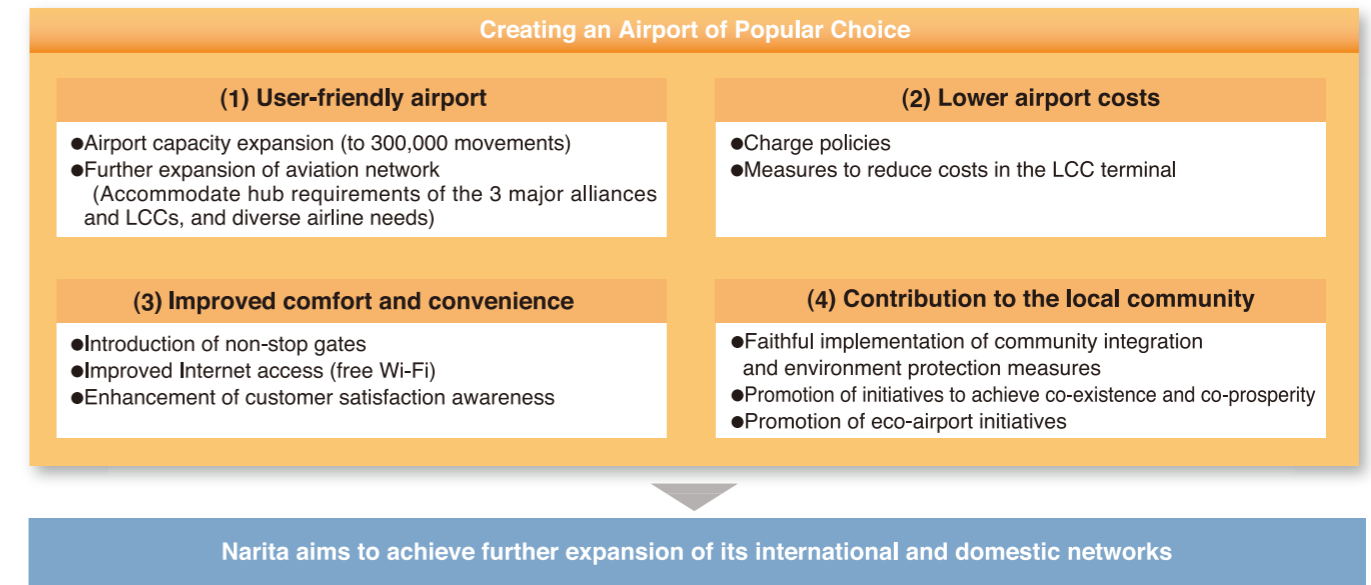 Creating an Airport of Popular Choice
(1) User-friendly airport
●Airport capacity expansion (to 300,000 movements)
●Further expansion of aviation network
(Accommodate hub requirements of the 3 major alliances
and LCCs, and diverse airline needs)
(2) Lower airport costs
●Charge policies
●Measures to reduce costs in the LCC terminal
(3) Improved comfort and convenience
●Introduction of non-stop gates
●Improved Internet access (free Wi-Fi)
●Enhancement of customer satisfaction awareness
(4) Contribution to the local community
●Faithful implementation of community integration
and environment protection measures
●Promotion of initiatives to achieve co-existence and co-prosperity
●Promotion of eco-airport initiatives
Narita aims to achieve further expansion of its international and domestic networks